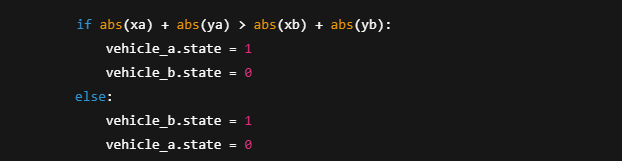 if abs(xa) + abs(ya) > abs(xb) + abs(yb):
    vehicle_a.state = 1
    vehicle_b.state = 0
else:
    vehicle_b.state = 1
    vehicle_a.state = 0